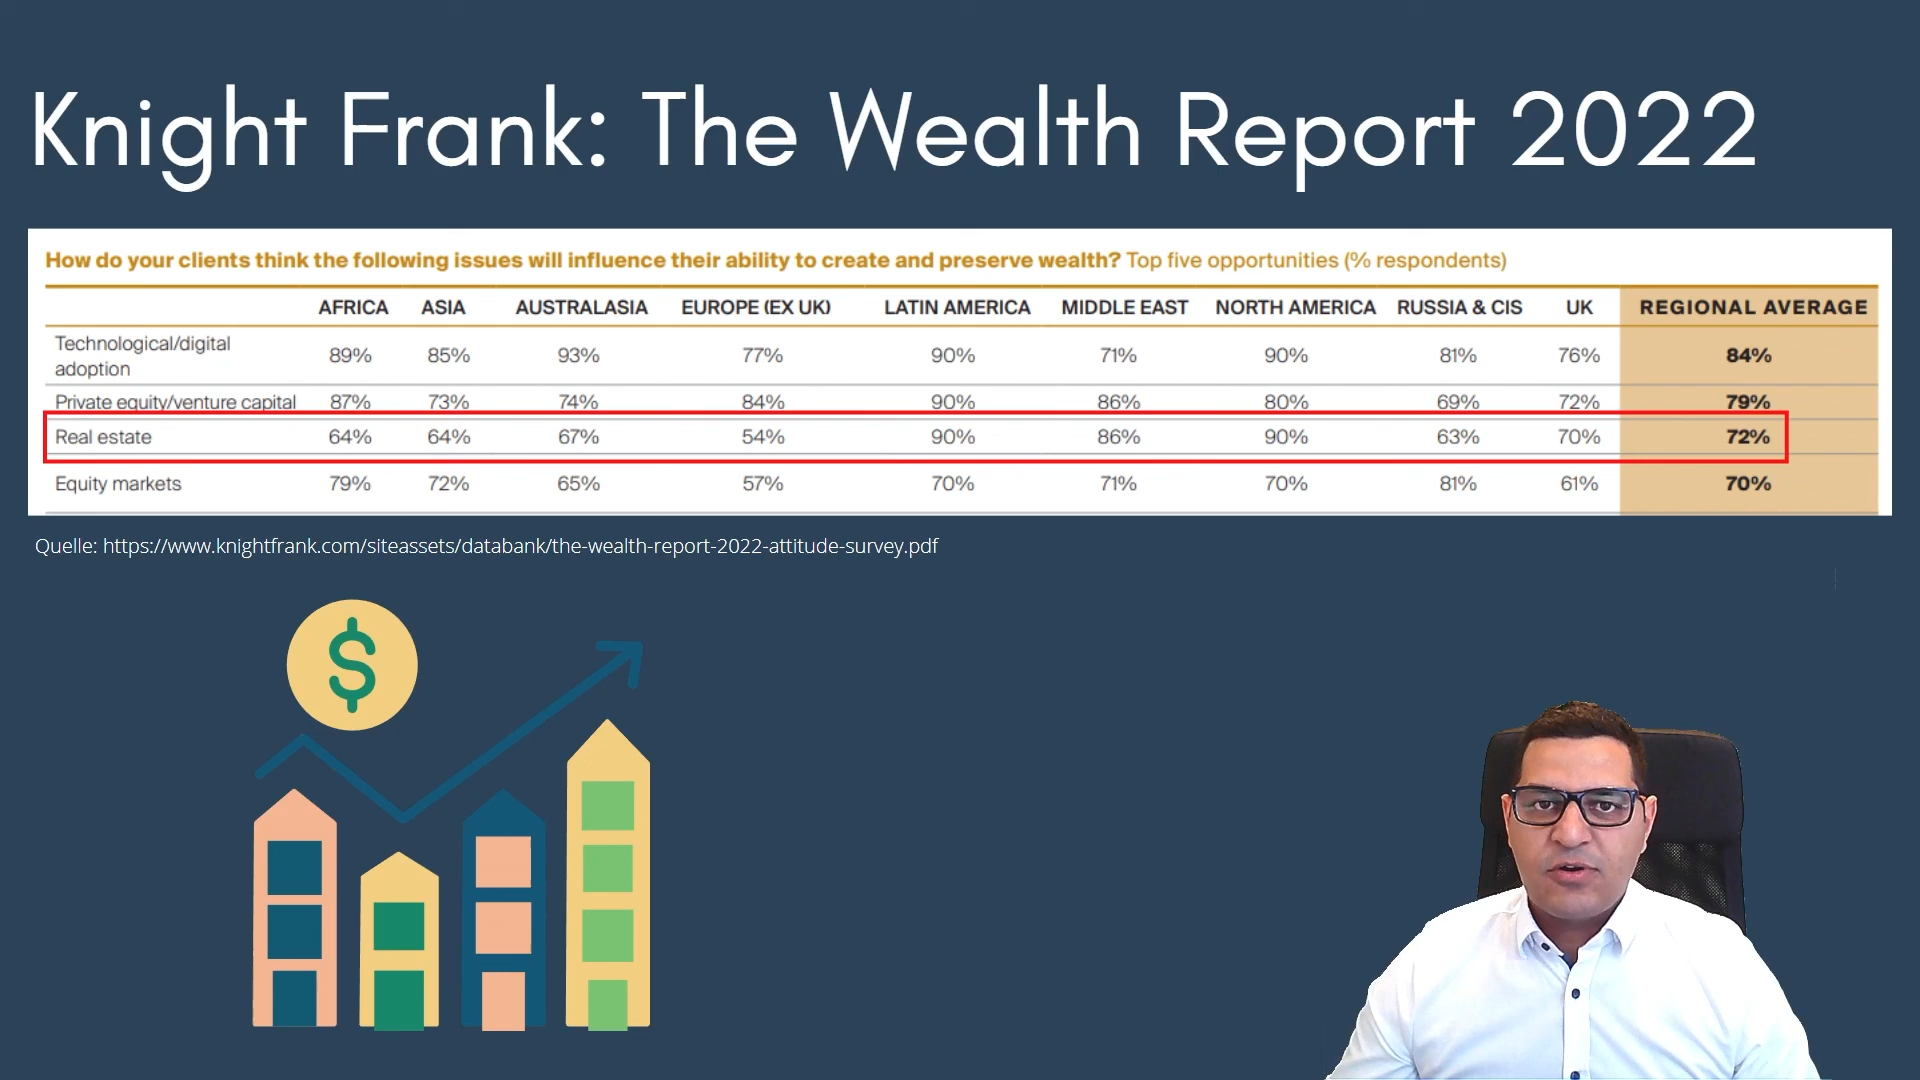 Knight Frank: The Wealth Report 2022
How do your clients think the following issues will influence their ability to create and preserve wealth? Top five opportunities (% respondents)
AFRICA ASIA AUSTRALASIA EUROPE (EX UK) LATIN AMERICA MIDDLE EAST NORTH AMERICA RUSSIA & CIS UK REGIONAL AVERAGE
Technological/digital
adoption 89% 85% 93% 77% 90% 71% 90% 81% 76% 84%
Private equity/venture capital 87% 73% 74% 84% 90% 86% 80% 69% 72% 79%
Real estate 64% 64% 67% 54% 90% 86% 90% 63% 70% 72%
Equity markets 79% 72% 65% 57% 70% 71% 70% 81% 61% 70%
Quelle: https://www.knightfrank.com/siteassets/databank/the-wealth-report-2022-attitude-survey.pdf
$